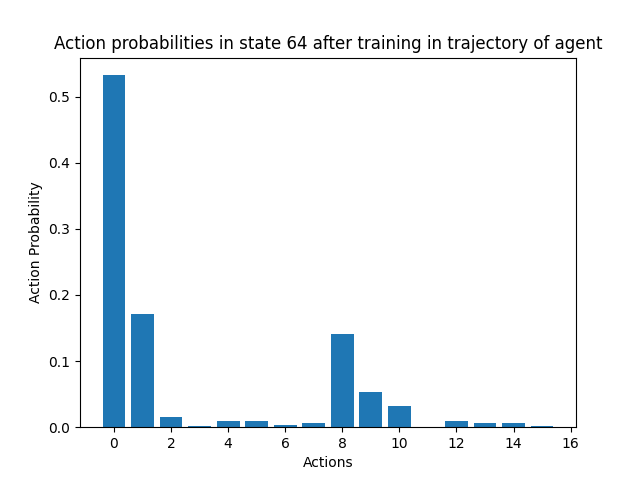 Action probabilities in state 64 after training in trajectory of agent
0.5
0.4
0.3
0.2
0.1
0.0
Action Probability
0 2 4 6 8 10 12 14 16
Actions